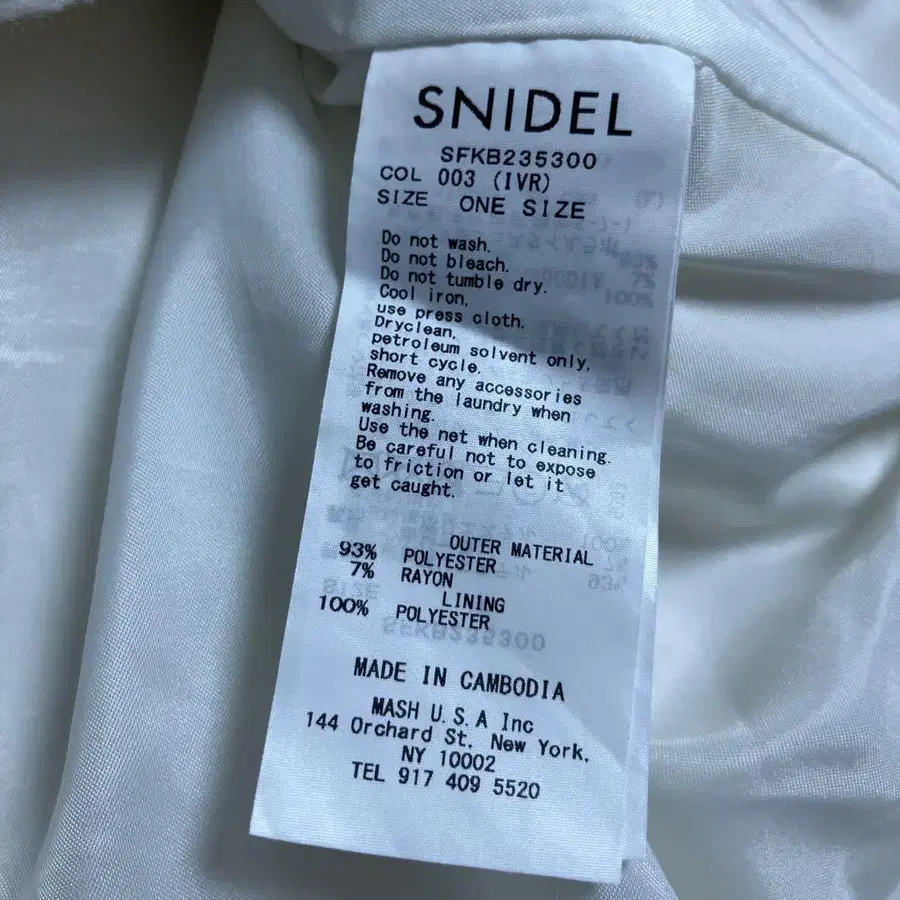 SNIDEL
SFKB235300
COL 003 (IVR)
SIZE ONE SIZE
Do not wash.
Do not bleach.
Do not tumble dry.
Cool iron,
use press cloth.
Dryclean,
petroleum solvent only,
short cycle.
Remove any accessories
from the laundry when
washing.
Use the net when cleaning.
Be careful not to expose
to friction or let it
get caught.
OUTER MATERIAL
93% POLYESTER
7% RAYON
LINING
100% POLYESTER
MADE IN CAMBODIA
MASH U.S.A Inc
144 Orchard St. New York,
NY 10002
TEL 917 409 5520